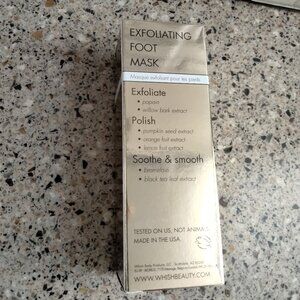 EXFOLIATING
FOOT
MASK
Masque exfoliant pour les pieds
Exfoliate
• papain
• willow bark extract
Polish
• pumpkin seed extract
• orange fruit extract
• lemon fruit extract
Soothe & smooth
• bromelain
• black tea leaf extract
TESTED ON US, NOT ANIMALS.
MADE IN THE USA.
WWW.WHISHBEAUTY.COM